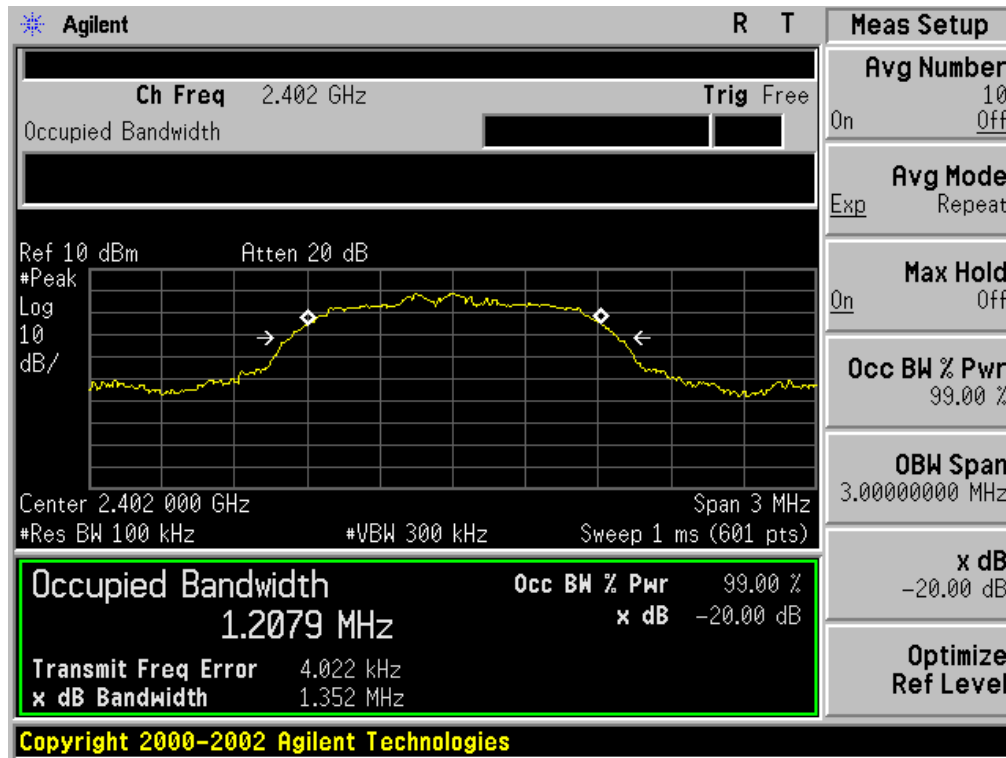 Agilent R T Meas Setup
Ch Freq 2.402 GHz Trig Free
Occupied Bandwidth
Ref 10 dBm Atten 20 dB
#Peak
Log
10
dB/
Center 2.402 000 GHz Span 3 MHz
#Res BW 100 kHz #VBW 300 kHz Sweep 1 ms (601 pts)
Occupied Bandwidth Occ BW % Pwr 99.00 %
1.2079 MHz x dB -20.00 dB
Transmit Freq Error 4.022 kHz
x dB Bandwidth 1.352 MHz
Copyright 2000-2002 Agilent Technologies
Avg Number
10
On Off
Avg Mode
Exp Repeat
Max Hold
On Off
Occ BW % Pwr
99.00 %
OBW Span
3.00000000 MHz
x dB
-20.00 dB
Optimize
Ref Level